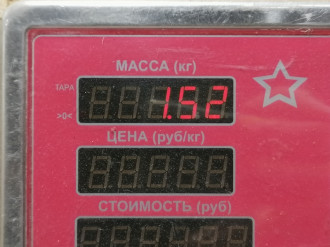 МАССА (кг)
ТАРА
1.52
>0<
ЦЕНА (руб/кг)
СТОИМОСТЬ (руб)